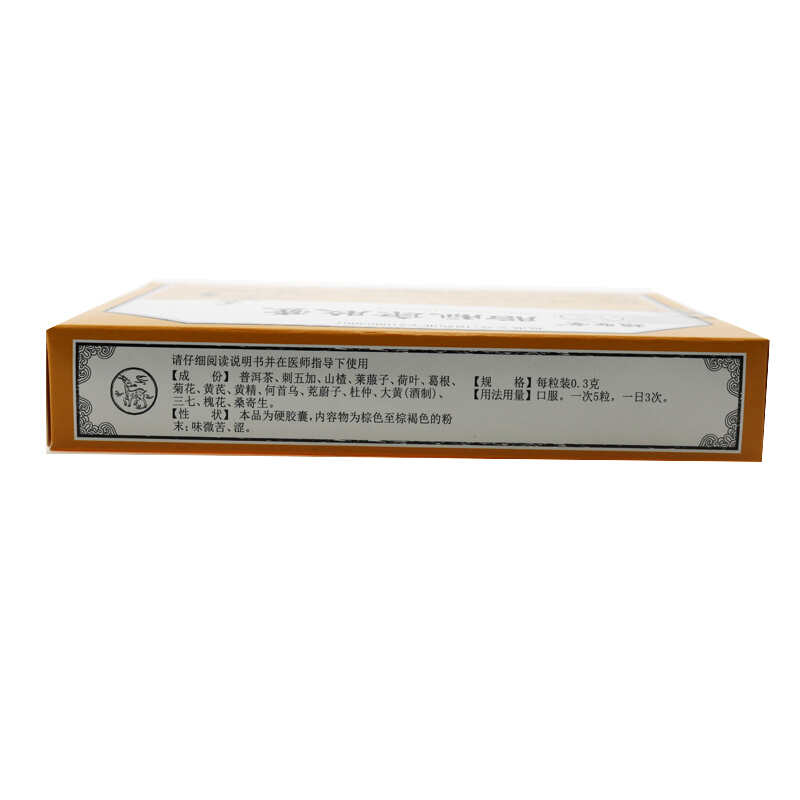 请仔细阅读说明书并在医师指导下使用
【成 份】 普洱茶、刺五加、山楂、莱菔子、荷叶、葛根、
菊花、黄芪、黄精、何首乌、茺蔚子、杜仲、大黄(酒制)、
三七、槐花、桑寄生。
【性 状】 本品为硬胶囊,内容物为棕色至棕褐色的粉
末;味微苦、涩。
【规 格】每粒装0.3克
【用法用量】口服。一次5粒,一日3次。